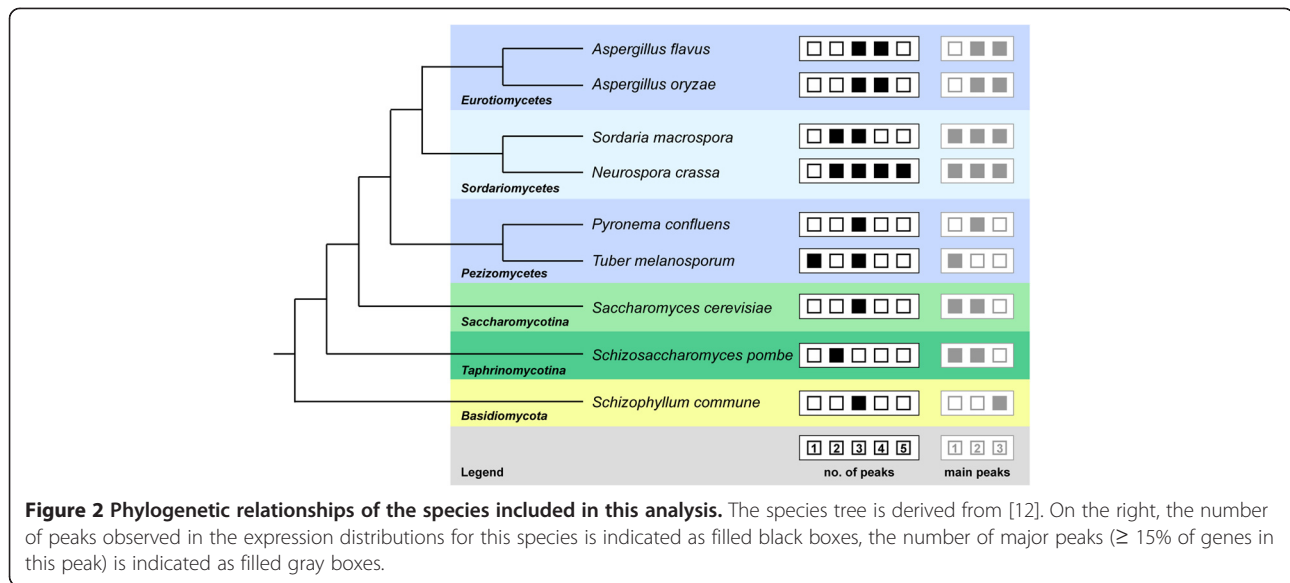 Aspergillus flavus
Aspergillus oryzae
Eurotiomycetes
Sordaria macrospora
Neurospora crassa
Sordariomycetes
Pyronema confluens
Tuber melanosporum
Pezizomycetes
Saccharomyces cerevisiae
Saccharomycotina
Schizosaccharomyces pombe
Taphrinomycotina
Schizophyllum commune
Basidiomycota
1 2 3 4 5 1 2 3
Legend no. of peaks main peaks
Figure 2 Phylogenetic relationships of the species included in this analysis. The species tree is derived from [12]. On the right, the number
of peaks observed in the expression distributions for this species is indicated as filled black boxes, the number of major peaks (≥ 15% of genes in
this peak) is indicated as filled gray boxes.